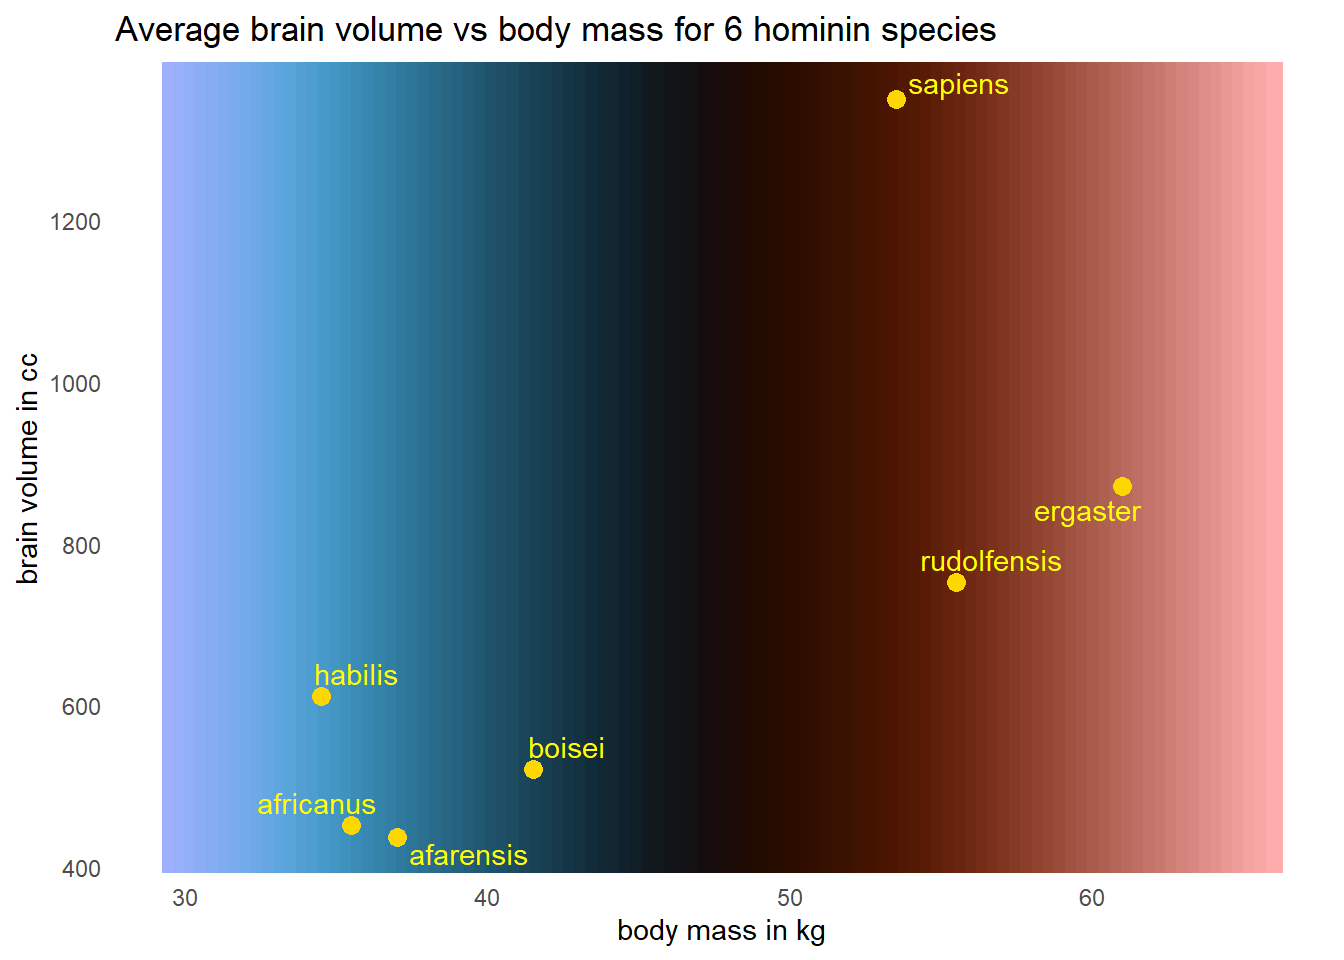 Average brain volume vs body mass for 6 hominin species
sapiens
1200
brain volume in cc
1000
ergaster
800
rudolfensis
habilis
600
boisei
africanus
afarensis
400
30 40 50 60
body mass in kg